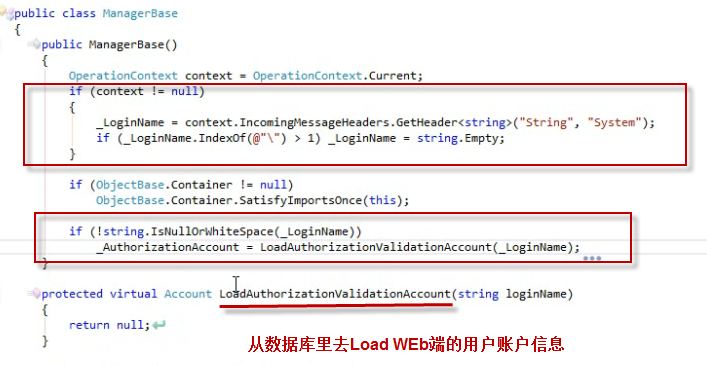 public class ManagerBase
{
public ManagerBase()
{
OperationContext context = OperationContext.Current;
if (context != null)
{
_LoginName = context.IncomingMessageHeaders.GetHeader<string>("String", "System");
if (_LoginName.IndexOf(@"\") > 1) _LoginName = string.Empty;
}
if (ObjectBase.Container != null)
ObjectBase.Container.SatisfyImportsOnce(this);
if (!string.IsNullOrWhiteSpace(_LoginName))
_AuthorizationAccount = LoadAuthorizationValidationAccount(_LoginName);
}
protected virtual Account LoadAuthorizationValidationAccount(string loginName)
{
return null;
}
从数据库里去Load WEb端的用户账户信息